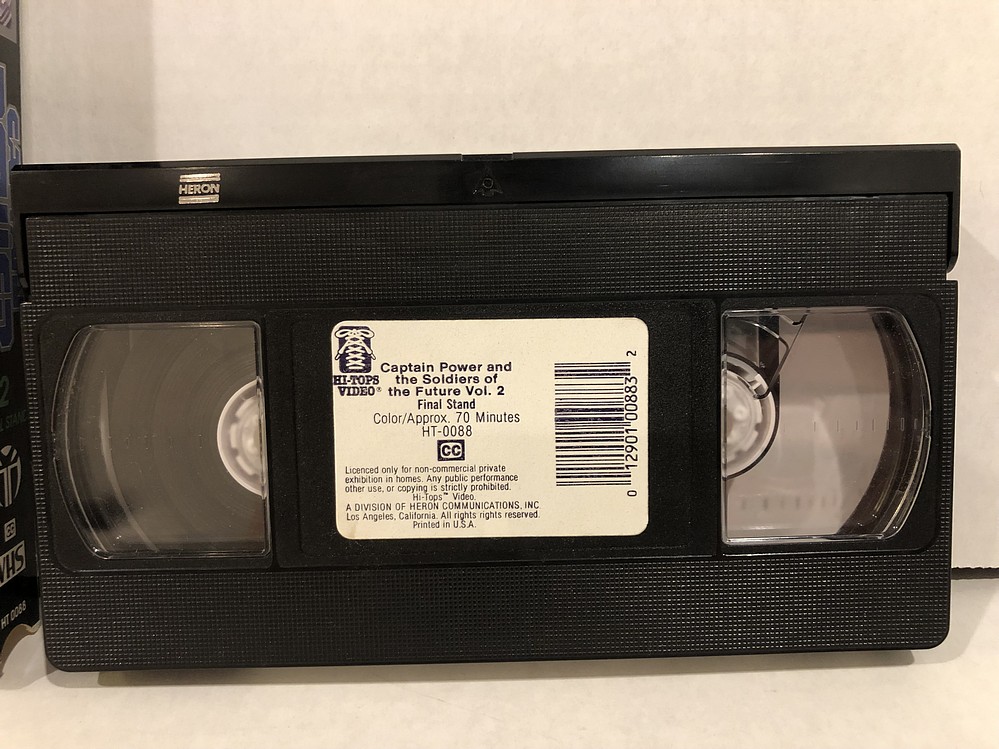 HERON
HI-TOPS
VIDEO®
Captain Power and
the Soldiers of
the Future Vol. 2
Final Stand
Color/Approx. 70 Minutes
HT-0088
CC
Licenced only for non-commercial private
exhibition in homes. Any public performance
other use, or copying is strictly prohibited.
Hi-Tops™ Video.
A DIVISION OF HERON COMMUNICATIONS, INC.
Los Angeles, California. All rights rights reserved.
Printed in U.S.A.
0 12901 00883 2
2
CC
VHS
HT 0088